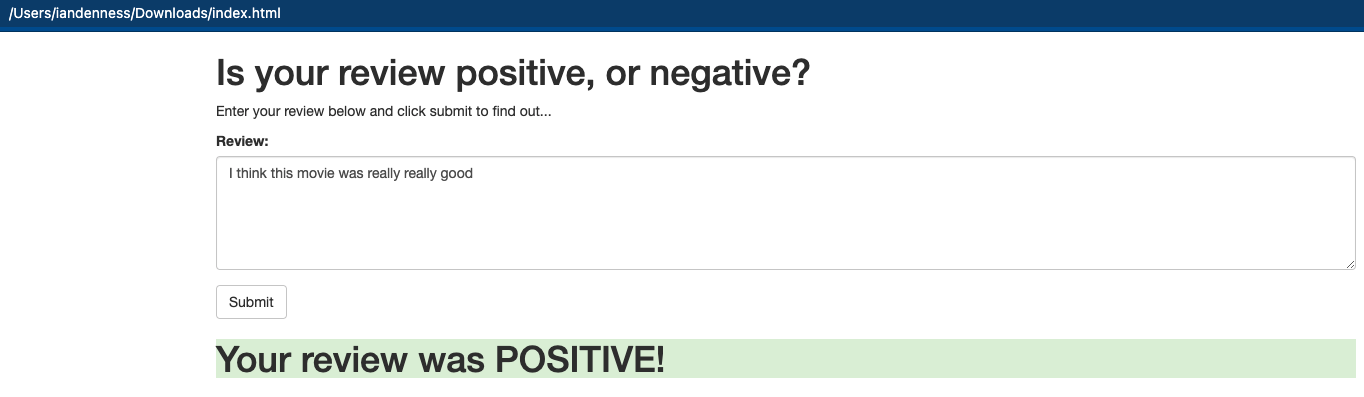 /Users/iandenness/Downloads/index.html
Is your review positive, or negative?
Enter your review below and click submit to find out...
Review:
I think this movie was really really good
Submit
Your review was POSITIVE!